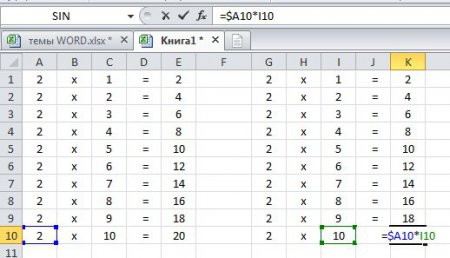 SIN =$A10*I10
темы WORD.xlsx * Книга1 *
A B C D E F G H I J K
1 2 x 1 = 2 2 x 1 = 2
2 2 x 2 = 4 2 x 2 = 4
3 2 x 3 = 6 2 x 3 = 6
4 2 x 4 = 8 2 x 4 = 8
5 2 x 5 = 10 2 x 5 = 10
6 2 x 6 = 12 2 x 6 = 12
7 2 x 7 = 14 2 x 7 = 14
8 2 x 8 = 16 2 x 8 = 16
9 2 x 9 = 18 2 x 9 = 18
10 2 x 10 = 20 2 x 10 =$A10*I10
11